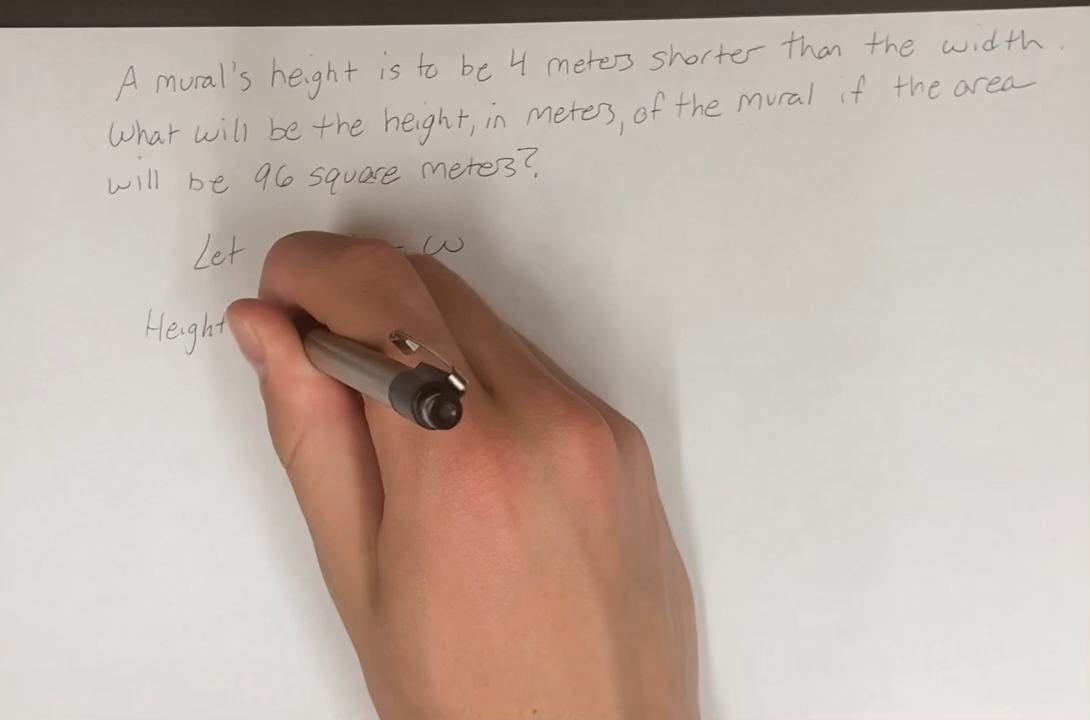 A mural's height is to be 4 meters shorter than the width.
What will be the height, in meters, of the mural if the area
will be 96 square meters?
Let = w
Height